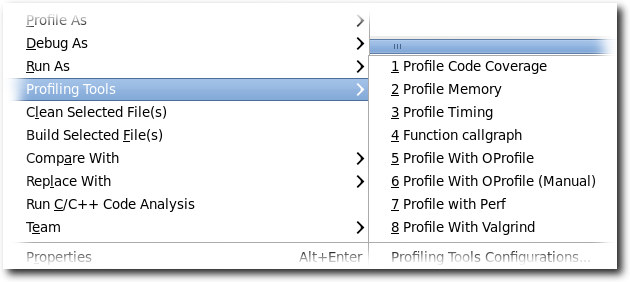 Profile As
Debug As
Run As
Profiling Tools
Clean Selected File(s)
Build Selected File(s)
Compare With
Replace With
Run C/C++ Code Analysis
Team
Properties Alt+Enter
1 Profile Code Coverage
2 Profile Memory
3 Profile Timing
4 Function callgraph
5 Profile With OProfile
6 Profile With OProfile (Manual)
7 Profile with Perf
8 Profile With Valgrind
Profiling Tools Configurations...